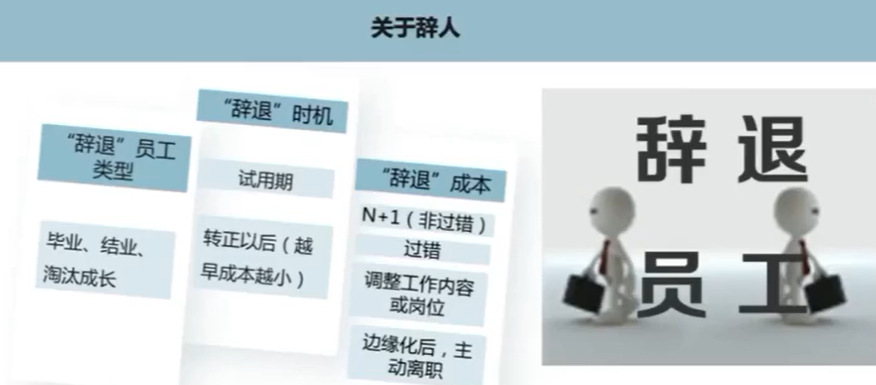 关于辞人
“辞退”员工
类型
毕业、结业、
淘汰成长
“辞退”时机
试用期
转正以后（越
早成本越小）
“辞退”成本
N+1（非过错）
过错
调整工作内容
或岗位
边缘化后，主
动离职
辞 退
员 工